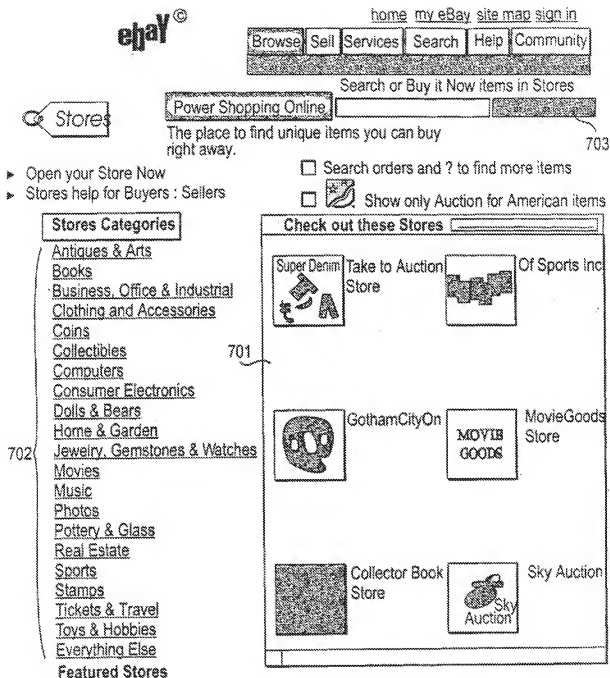 ebaY ©
home my eBay site map sign in
Browse Sell Services Search Help Community
Search or Buy it Now items in Stores
Stores
Power Shopping Online
703
The place to find unique items you can buy
right away.
► Open your Store Now
► Stores help for Buyers : Sellers
Search orders and ? to find more items
Show only Auction for American items
Stores Categories
Antiques & Arts
Books
Business, Office & Industrial
Clothing and Accessories
Coins
Collectibles
Computers
Consumer Electronics
Dolls & Bears
Home & Garden
Jewelry, Gemstones & Watches
Movies
Music
Photos
Pottery & Glass
Real Estate
Sports
Stamps
Tickets & Travel
Toys & Hobbies
Everything Else
Featured Stores
702
701
Check out these Stores
Super Denim
Take to Auction
Store
Of Sports Inc
GothamCityOn
MOVIE
GOODS
MovieGoods
Store
Collector Book
Store
Sky
Auction
Sky Auction